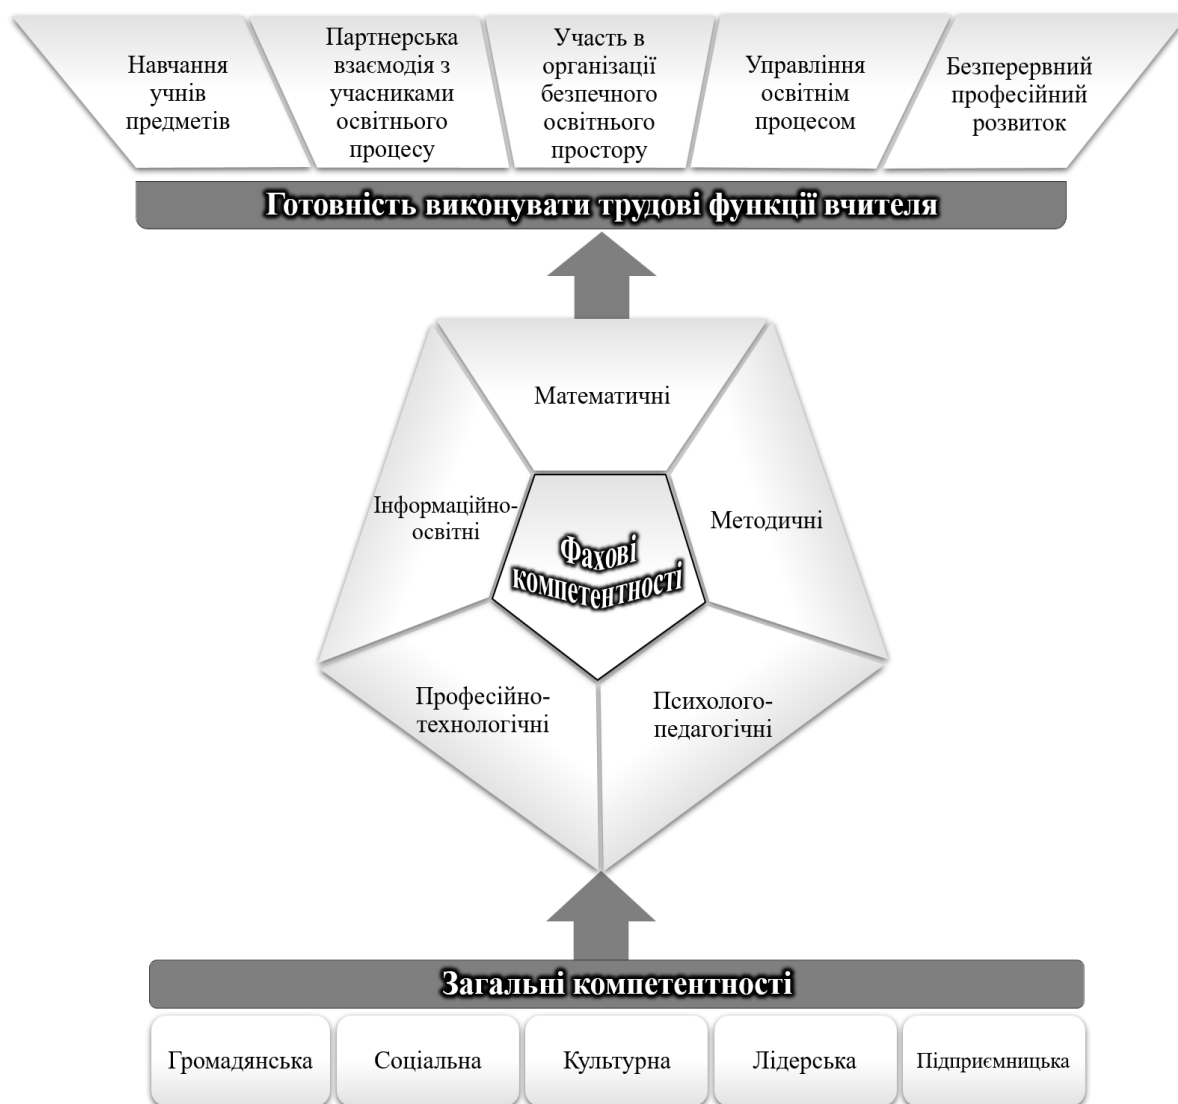 Навчання
учнів
предметів
Партнерська
взаємодія з
учасниками
освітнього
процесу
Участь в
організації
безпечного
освітнього
простору
Управління
освітнім
процесом
Безперервний
професійний
розвиток
Готовність виконувати трудові функції вчителя
Математичні
Інформаційно-
освітні
Методичні
Фахові
компетентності
Професійно-
технологічні
Психолого-
педагогічні
Загальні компетентності
Громадянська
Соціальна
Культурна
Лідерська
Підприємницька